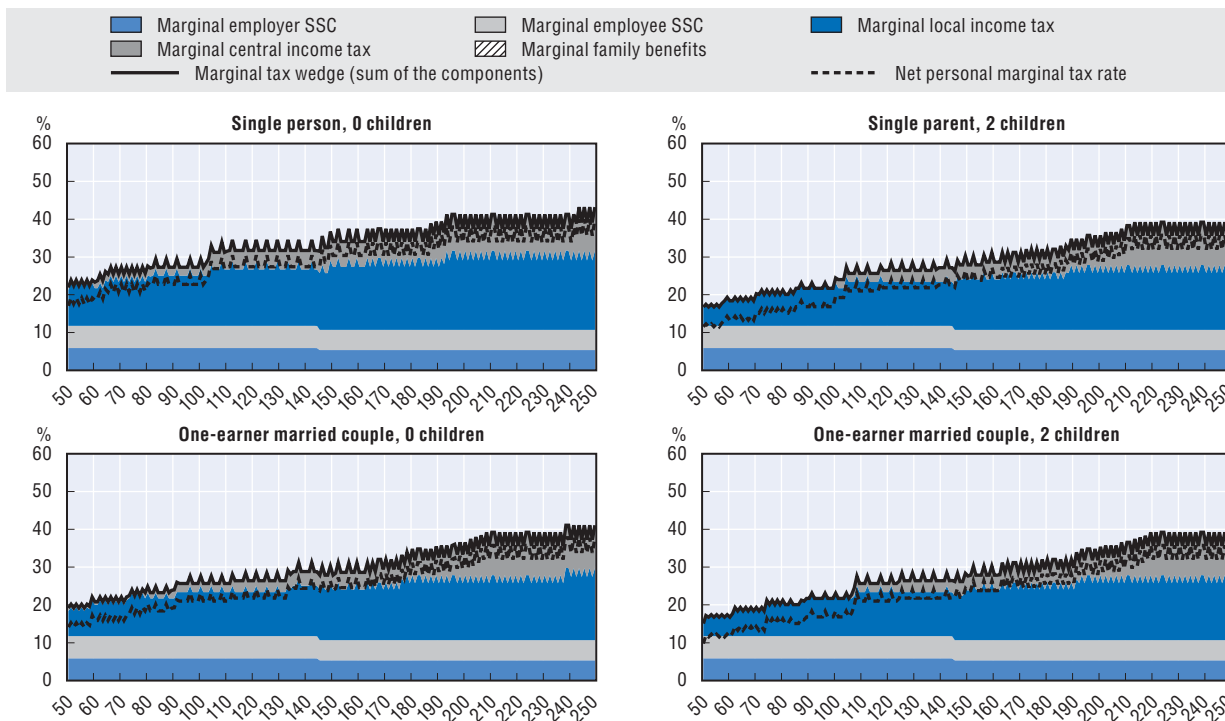 Marginal employer SSC Marginal employee SSC Marginal local income tax
Marginal central income tax Marginal family benefits
Marginal tax wedge (sum of the components) Net personal marginal tax rate
% Single person, 0 children
60
50
40
30
20
10
0
50 60 70 80 90 100 110 120 130 140 150 160 170 180 190 200 210 220 230 240 250
% Single parent, 2 children
60
50
40
30
20
10
0
50 60 70 80 90 100 110 120 130 140 150 160 170 180 190 200 210 220 230 240 250
% One-earner married couple, 0 children
60
50
40
30
20
10
0
50 60 70 80 90 100 110 120 130 140 150 160 170 180 190 200 210 220 230 240 250
% One-earner married couple, 2 children
60
50
40
30
20
10
0
50 60 70 80 90 100 110 120 130 140 150 160 170 180 190 200 210 220 230 240 250